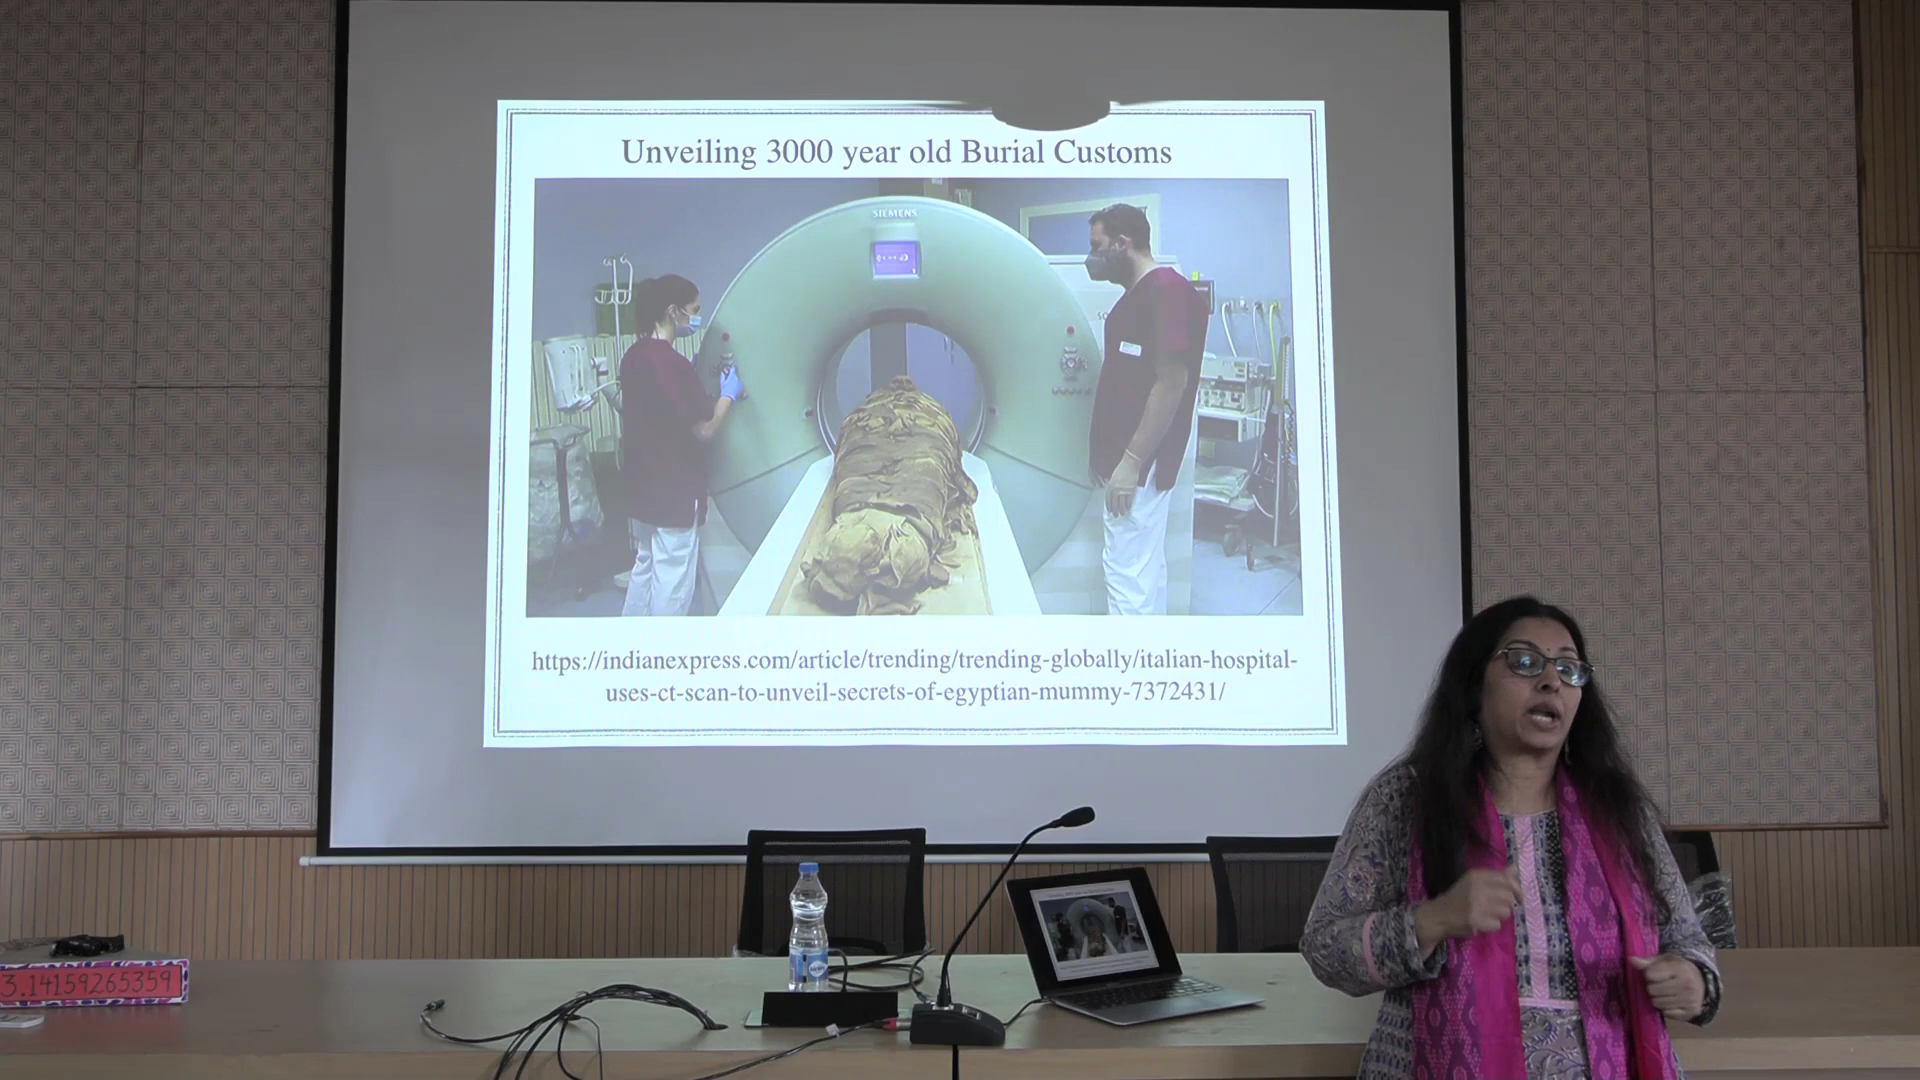 Unveiling 3000 year old Burial Customs
SIEMENS
https://indianexpress.com/article/trending/trending-globally/italian-hospital-
uses-ct-scan-to-unveil-secrets-of-egyptian-mummy-7372431/
3.14159265359